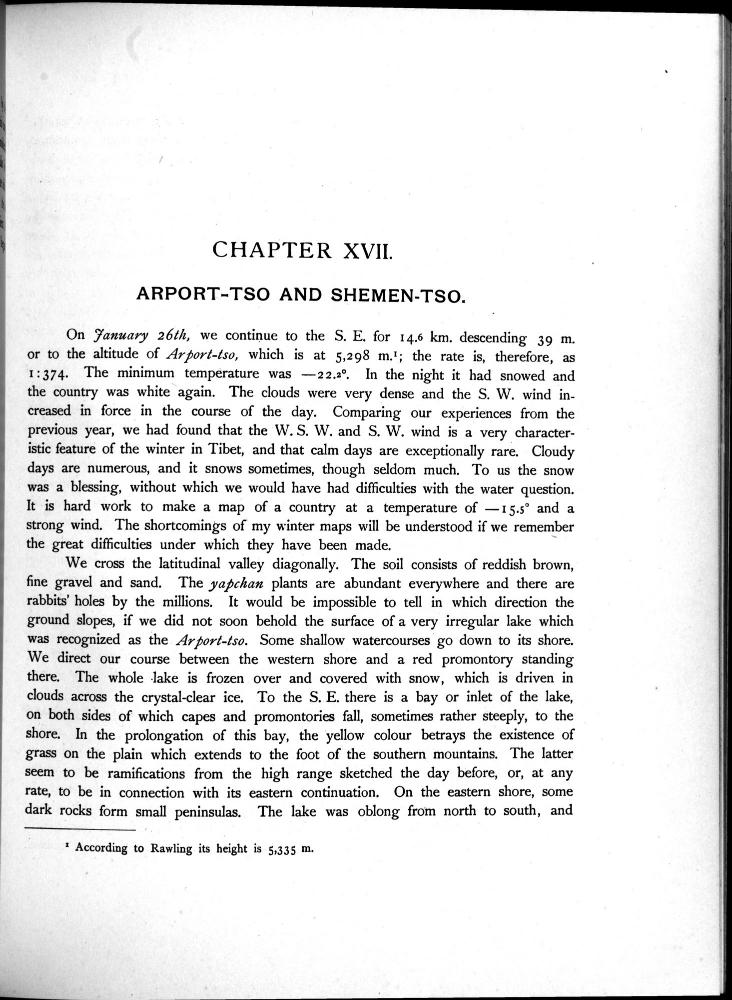 CHAPTER XVII.
ARPORT-TSO AND SHEMEN-TSO.
On January 26th, we continue to the S. E. for 14.6 km. descending 39 m.
or to the altitude of Arport-tso, which is at 5,298 m.¹; the rate is, therefore, as
1:374. The minimum temperature was —22.2°. In the night it had snowed and
the country was white again. The clouds were very dense and the S. W. wind in-
creased in force in the course of the day. Comparing our experiences from the
previous year, we had found that the W. S. W. and S. W. wind is a very character-
istic feature of the winter in Tibet, and that calm days are exceptionally rare. Cloudy
days are numerous, and it snows sometimes, though seldom much. To us the snow
was a blessing, without which we would have had difficulties with the water question.
It is hard work to make a map of a country at a temperature of —15.5° and a
strong wind. The shortcomings of my winter maps will be understood if we remember
the great difficulties under which they have been made.
We cross the latitudinal valley diagonally. The soil consists of reddish brown,
fine gravel and sand. The yapchan plants are abundant everywhere and there are
rabbits' holes by the millions. It would be impossible to tell in which direction the
ground slopes, if we did not soon behold the surface of a very irregular lake which
was recognized as the Arport-tso. Some shallow watercourses go down to its shore.
We direct our course between the western shore and a red promontory standing
there. The whole lake is frozen over and covered with snow, which is driven in
clouds across the crystal-clear ice. To the S. E. there is a bay or inlet of the lake,
on both sides of which capes and promontories fall, sometimes rather steeply, to the
shore. In the prolongation of this bay, the yellow colour betrays the existence of
grass on the plain which extends to the foot of the southern mountains. The latter
seem to be ramifications from the high range sketched the day before, or, at any
rate, to be in connection with its eastern continuation. On the eastern shore, some
dark rocks form small peninsulas. The lake was oblong from north to south, and
¹ According to Rawling its height is 5,335 m.